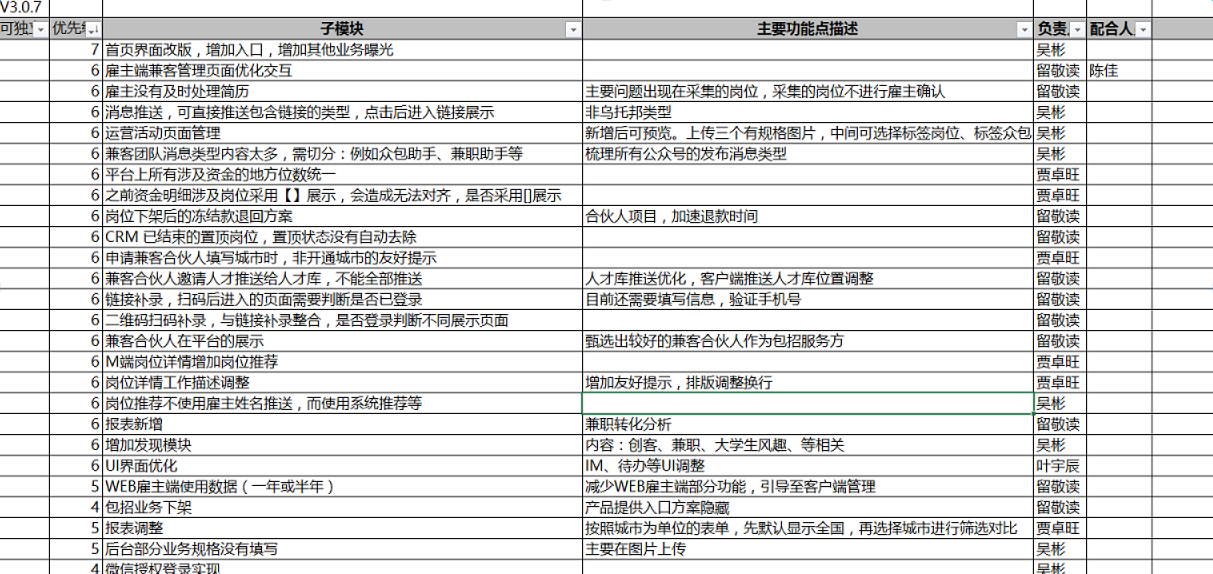 V3.0.7
可独立 优先级 子模块 主要功能点描述 负责人 配合人员
7 首页界面改版，增加入口，增加其他业务曝光 吴彬
6 雇主端兼客管理页面优化交互 留敬读 陈佳
6 雇主没有及时处理简历 主要问题出现在采集的岗位，采集的岗位不进行雇主确认 留敬读
6 消息推送，可直接推送包含链接的类型，点击后进入链接展示 非乌托邦类型 吴彬
6 运营活动页面管理 新增后可预览。上传三个有规格图片，中间可选择标签岗位、标签众包 吴彬
6 兼客团队消息类型内容太多，需切分：例如众包助手、兼职助手等 梳理所有公众号的发布消息类型 吴彬
6 平台上所有涉及资金的地方位数统一 贾卓旺
6 之前资金明细涉及岗位采用【】展示，会造成无法对齐，是否采用[]展示 贾卓旺
6 岗位下架后的冻结款退回方案 合伙人项目，加速退款时间 留敬读
6 CRM 已结束的置顶岗位，置顶状态没有自动去除 留敬读
6 申请兼客合伙人填写城市时，非开通城市的友好提示 贾卓旺
6 兼客合伙人邀请人才推送给人才库，不能全部推送 人才库推送优化，客户端推送人才库位置调整 留敬读
6 链接补录，扫码后进入的页面需要判断是否已登录 目前还需要填写信息，验证手机号 留敬读
6 二维码扫码补录，与链接补录整合，是否登录判断不同展示页面 留敬读
6 兼客合伙人在平台的展示 甄选出较好的兼客合伙人作为包招服务方 留敬读
6 M端岗位详情增加岗位推荐 贾卓旺
6 岗位详情工作描述调整 增加友好提示，排版调整换行 贾卓旺
6 岗位推荐不使用雇主姓名推送，而使用系统推荐等 吴彬
6 报表新增 兼职转化分析 留敬读
6 增加发现模块 内容：创客、兼职、大学生风趣、等相关 吴彬
6 UI界面优化 IM、待办等UI调整 叶宇辰
5 WEB雇主端使用数据（一年或半年） 减少WEB雇主端部分功能，引导至客户端管理 留敬读
4 包招业务下架 产品提供入口方案隐藏 留敬读
5 报表调整 按照城市为单位的表单，先默认显示全国，再选择城市进行筛选对比 贾卓旺
5 后台部分业务规格没有填写 主要在图片上传 吴彬
4 微信授权登录实现 吴彬